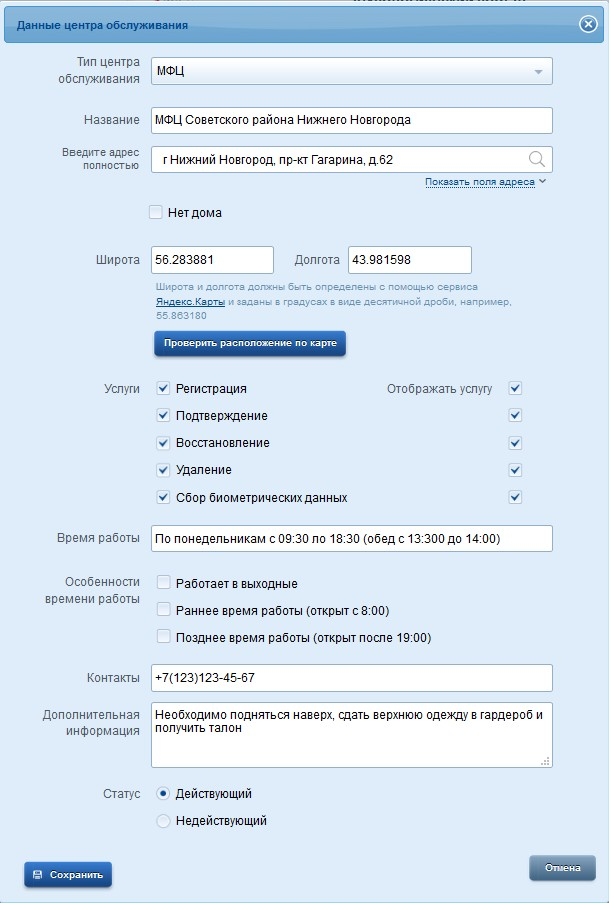 Данные центра обслуживания
Тип центра
обслуживания
МФЦ
Название
МФЦ Советского района Нижнего Новгорода
Введите адрес
полностью
г Нижний Новгород, пр-кт Гагарина, д.62
Показать поля адреса
Нет дома
Широта 56.283881 Долгота 43.981598
Широта и долгота должны быть определены с помощью сервиса
Яндекс.Карты и заданы в градусах в виде десятичной дроби, например,
55.863180
Проверить расположение по карте
Услуги Регистрация Отображать услугу
Подтверждение
Восстановление
Удаление
Сбор биометрических данных
Время работы По понедельникам с 09:30 ло 18:30 (обед с 13:300 до 14:00)
Особенности
времени работы
Работает в выходные
Раннее время работы (открыт с 8:00)
Позднее время работы (открыт после 19:00)
Контакты +7(123)123-45-67
Дополнительная
информация
Необходимо подняться наверх, сдать верхнюю одежду в гардероб и
получить талон
Статус Действующий
Недействующий
Сохранить Отмена